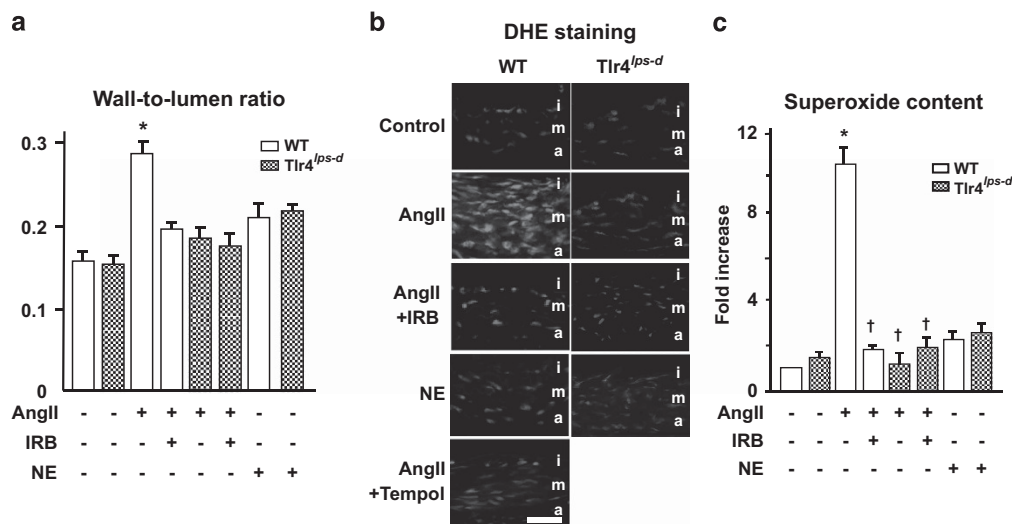 a
Wall-to-lumen ratio
*
WT
Tlr4lps-d
0.3
0.2
0.1
0
AngII - - + + + + - -
IRB - - - + - + - -
NE - - - - - - + +
b
DHE staining
WT Tlr4lps-d
Control
i i
m m
a a
AngII
i i
m m
a a
AngII
+IRB
i i
m m
a a
NE
i i
m m
a a
AngII
+Tempol
i
m
a
c
Superoxide content
12
*
WT
Tlr4lps-d
8
4
0
Fold increase
† † †
AngII - - + + + + - -
IRB - - - + - + - -
NE - - - - - - + +